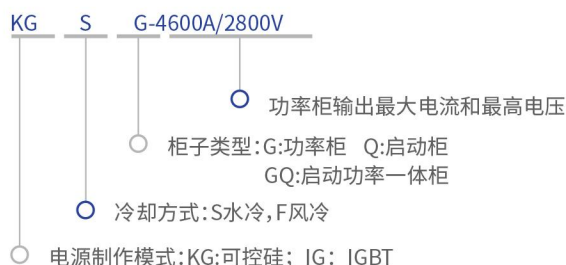 KG S G-4600A/2800V
功率柜输出最大电流和最高电压
柜子类型:G:功率柜 Q:启动柜
GQ:启动功率一体柜
冷却方式:S水冷,F风冷
电源制作模式:KG:可控硅；IG：IGBT